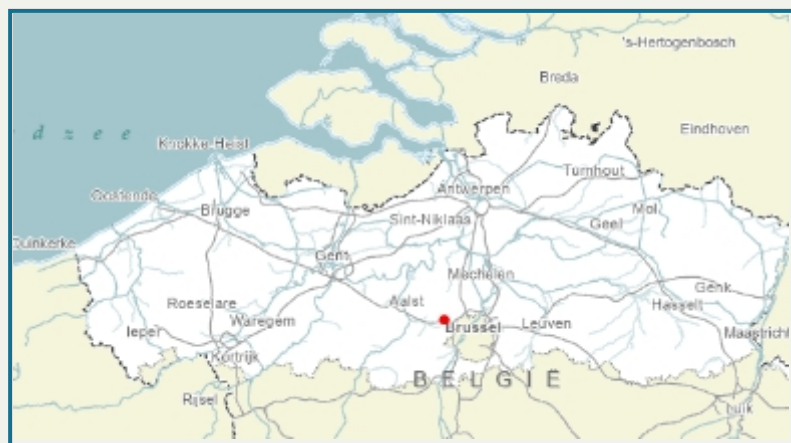 's-Hertogenbosch
Breda
d z e e
Eindhoven
Knokke-Heist
Turnhout
Oostende
Antwerpen
Brugge
Mol
Sint-Niklaas
Geel
Duinkerke
Gent
Mechelen
Genk
Roeselare
Aalst
Hasselt
Ieper
Waregem
Brussel
Leuven
Maastricht
Kortrijk
BELGIË
Rijsel
Luik